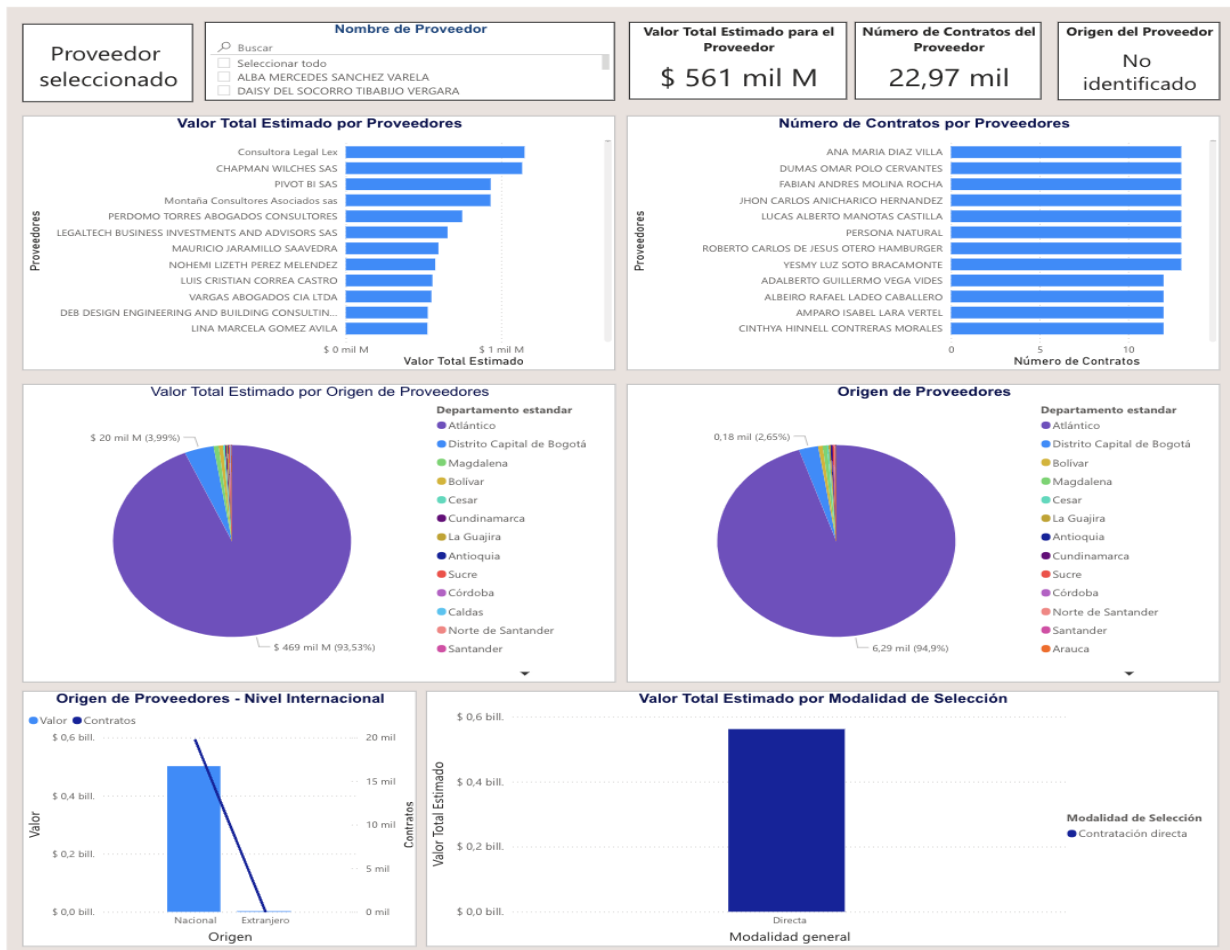 Proveedor
seleccionado
Nombre de Proveedor
Buscar
Seleccionar todo
ALBA MERCEDES SANCHEZ VARELA
DAISY DEL SOCORRO TIBABIJO VERGARA
Valor Total Estimado para el
Proveedor
$ 561 mil M
Número de Contratos del
Proveedor
22,97 mil
Origen del Proveedor
No
identificado
Valor Total Estimado por Proveedores
Proveedores
Consultora Legal Lex
CHAPMAN WILCHES SAS
PIVOT BI SAS
Montaña Consultores Asociados sas
PERDOMO TORRES ABOGADOS CONSULTORES
LEGALTECH BUSINESS INVESTMENTS AND ADVISORS SAS
MAURICIO JARAMILLO SAAVEDRA
NOHEMI LIZETH PEREZ MELENDEZ
LUIS CRISTIAN CORREA CASTRO
VARGAS ABOGADOS CIA LTDA
DEB DESIGN ENGINEERING AND BUILDING CONSULTIN...
LINA MARCELA GOMEZ AVILA
$ 0 mil M
$ 1 mil M
Valor Total Estimado
Número de Contratos por Proveedores
Proveedores
ANA MARIA DIAZ VILLA
DUMAS OMAR POLO CERVANTES
FABIAN ANDRES MOLINA ROCHA
JHON CARLOS ANICHARICO HERNANDEZ
LUCAS ALBERTO MANOTAS CASTILLA
PERSONA NATURAL
ROBERTO CARLOS DE JESUS OTERO HAMBURGER
YESMY LUZ SOTO BRACAMONTE
ADALBERTO GUILLERMO VEGA VIDES
ALBEIRO RAFAEL LADEO CABALLERO
AMPARO ISABEL LARA VERTEL
CINTHYA HINNELL CONTRERAS MORALES
0
5
10
Número de Contratos
Valor Total Estimado por Origen de Proveedores
$ 20 mil M (3,99%)
$ 469 mil M (93,53%)
Departamento estandar
Atlántico
Distrito Capital de Bogotá
Magdalena
Bolívar
Cesar
Cundinamarca
La Guajira
Antioquia
Sucre
Córdoba
Caldas
Norte de Santander
Santander
Origen de Proveedores
0,18 mil (2,65%)
6,29 mil (94,9%)
Departamento estandar
Atlántico
Distrito Capital de Bogotá
Bolívar
Magdalena
Cesar
La Guajira
Antioquia
Cundinamarca
Sucre
Córdoba
Norte de Santander
Santander
Arauca
Origen de Proveedores - Nivel Internacional
Valor
Contratos
Valor
$ 0,6 bill.
$ 0,4 bill.
$ 0,2 bill.
$ 0,0 bill.
20 mil
15 mil
10 mil
5 mil
0 mil
Contratos
Nacional
Extranjero
Origen
Valor Total Estimado por Modalidad de Selección
Valor Total Estimado
$ 0,6 bill.
$ 0,4 bill.
$ 0,2 bill.
$ 0,0 bill.
Directa
Modalidad general
Modalidad de Selección
Contratación directa